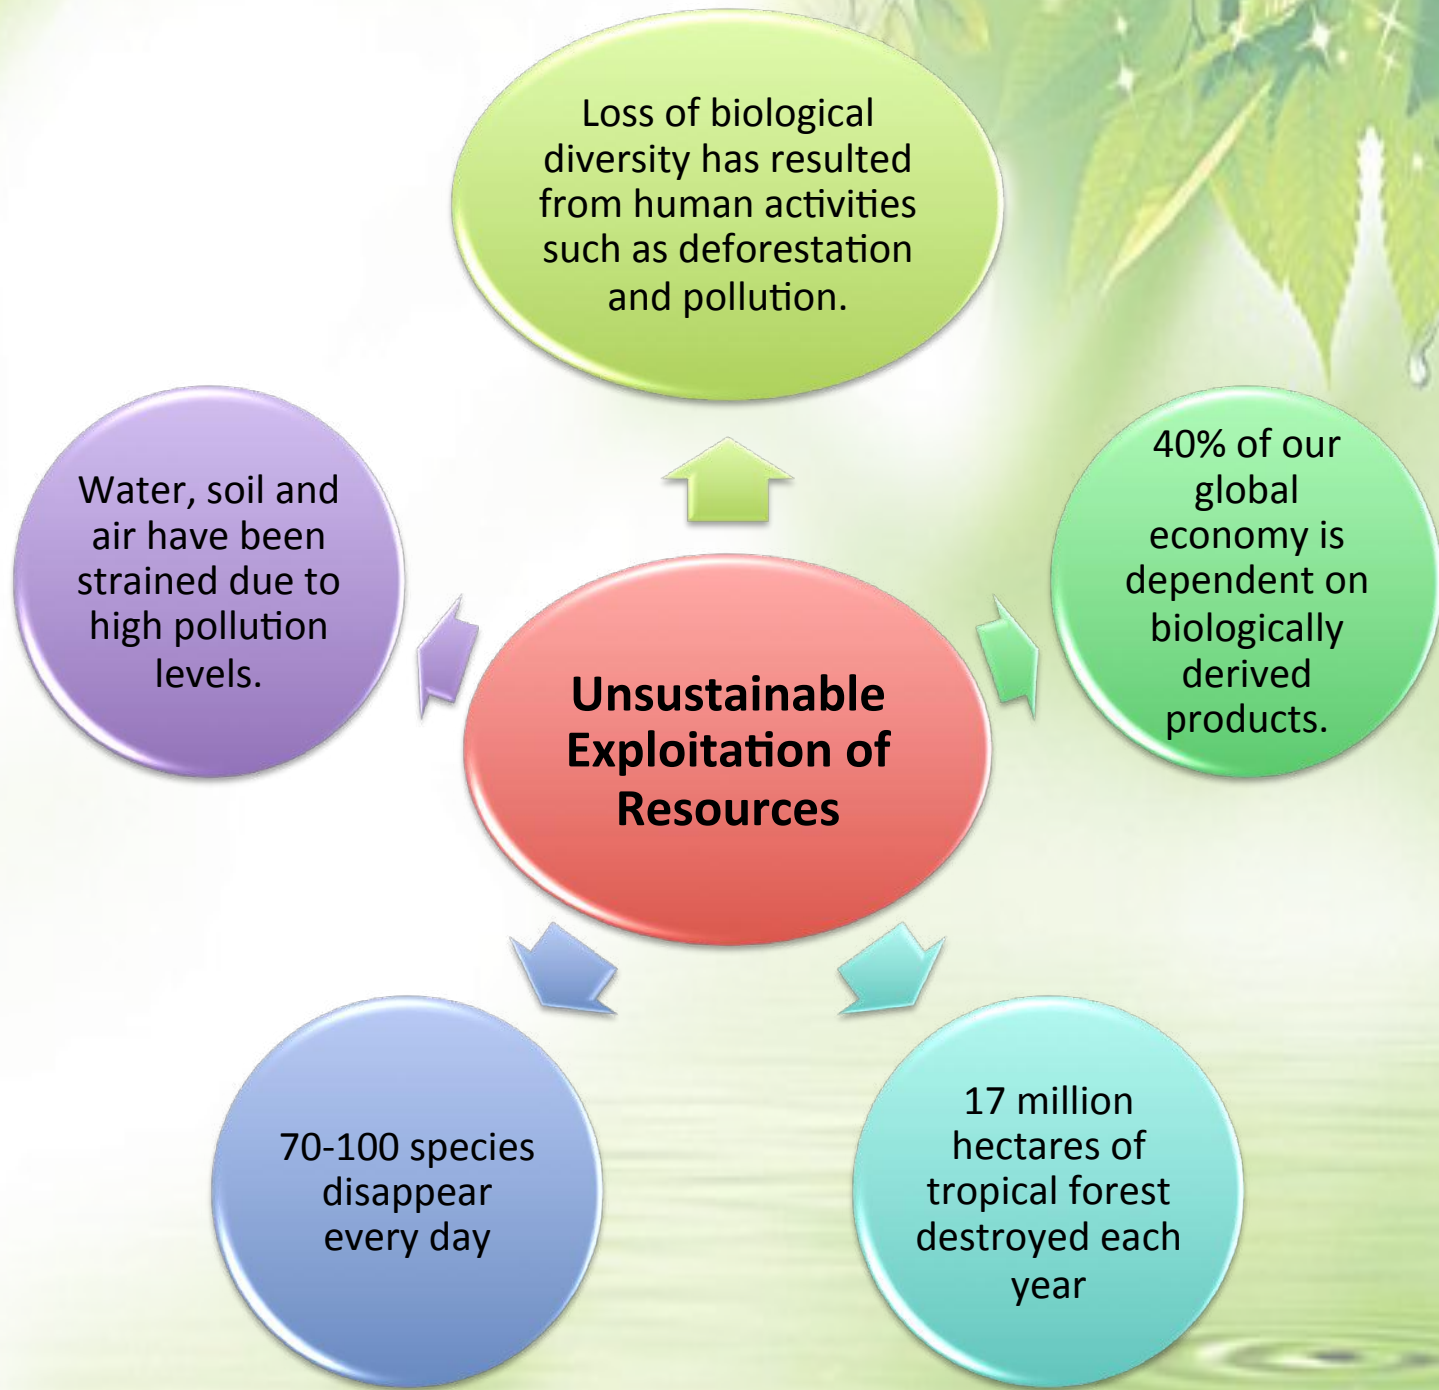 Loss of biological
diversity has resulted
from human activities
such as deforestation
and pollution.
40% of our
global
economy is
dependent on
biologically
derived
products.
17 million
hectares of
tropical forest
destroyed each
year
70-100 species
disappear
every day
Water, soil and
air have been
strained due to
high pollution
levels.
Unsustainable
Exploitation of
Resources